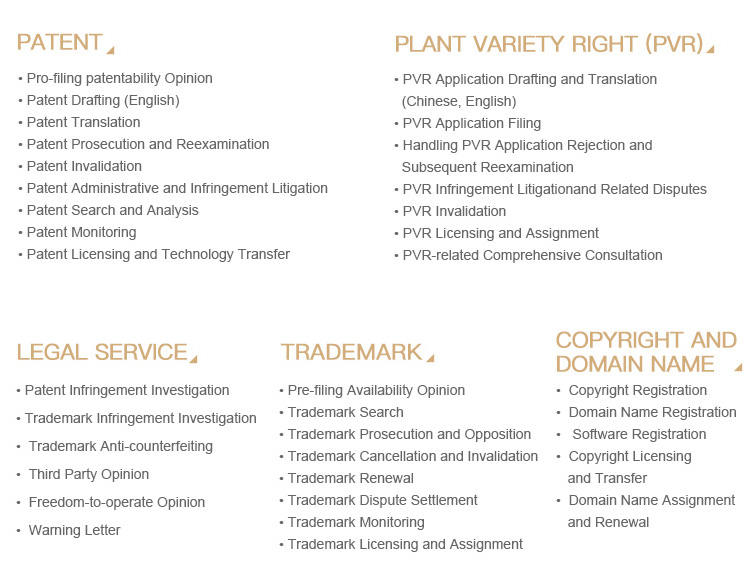 PATENT
• Pro-filing patentability Opinion
• Patent Drafting (English)
• Patent Translation
• Patent Prosecution and Reexamination
• Patent Invalidation
• Patent Administrative and Infringement Litigation
• Patent Search and Analysis
• Patent Monitoring
• Patent Licensing and Technology Transfer
PLANT VARIETY RIGHT (PVR)
• PVR Application Drafting and Translation
(Chinese, English)
• PVR Application Filing
• Handling PVR Application Rejection and
Subsequent Reexamination
• PVR Infringement Litigationand Related Disputes
• PVR Invalidation
• PVR Licensing and Assignment
• PVR-related Comprehensive Consultation
LEGAL SERVICE
• Patent Infringement Investigation
• Trademark Infringement Investigation
• Trademark Anti-counterfeiting
• Third Party Opinion
• Freedom-to-operate Opinion
• Warning Letter
TRADEMARK
• Pre-filing Availability Opinion
• Trademark Search
• Trademark Prosecution and Opposition
• Trademark Cancellation and Invalidation
• Trademark Renewal
• Trademark Dispute Settlement
• Trademark Monitoring
• Trademark Licensing and Assignment
COPYRIGHT AND
DOMAIN NAME
• Copyright Registration
• Domain Name Registration
• Software Registration
• Copyright Licensing
and Transfer
• Domain Name Assignment
and Renewal